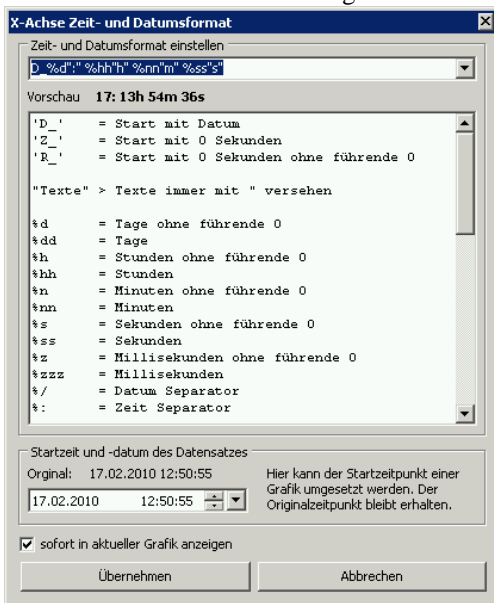 X-Achse Zeit- und Datumsformat
Zeit- und Datumsformat einstellen
D_%d":" %hh"h" %nn"m" %ss"s"
Vorschau 17: 13h 54m 36s
'D_' = Start mit Datum
'Z_' = Start mit 0 Sekunden
'R_' = Start mit 0 Sekunden ohne führende 0
"Texte" > Texte immer mit " versehen
%d = Tage ohne führende 0
%dd = Tage
%h = Stunden ohne führende 0
%hh = Stunden
%n = Minuten ohne führende 0
%nn = Minuten
%s = Sekunden ohne führende 0
%ss = Sekunden
%z = Millisekunden ohne führende 0
%zzz = Millisekunden
%/ = Datum Separator
%: = Zeit Separator
Startzeit und -datum des Datensatzes
Orginal: 17.02.2010 12:50:55
17.02.2010 12:50:55
Hier kann der Startzeitpunkt einer
Grafik umgesetzt werden. Der
Originalzeitpunkt bleibt erhalten.
sofort in aktueller Grafik anzeigen
Übernehmen Abbrechen